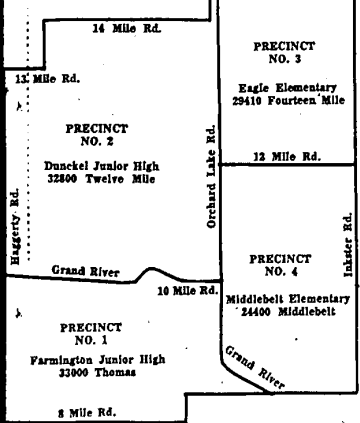 14 Mile Rd.
PRECINCT
NO. 3
Eagle Elementary
29410 Fourteen Mile
13 Mile Rd.
PRECINCT
NO. 2
Dunckel Junior High
32800 Twelve Mile
Orchard Lake Rd.
12 Mile Rd.
Haggerty Rd.
Inkster Rd.
PRECINCT
NO. 4
Middlebelt Elementary
24400 Middlebelt
Grand River
10 Mile Rd.
PRECINCT
NO. 1
Farmington Junior High
33000 Thomas
Grand River
8 Mile Rd.